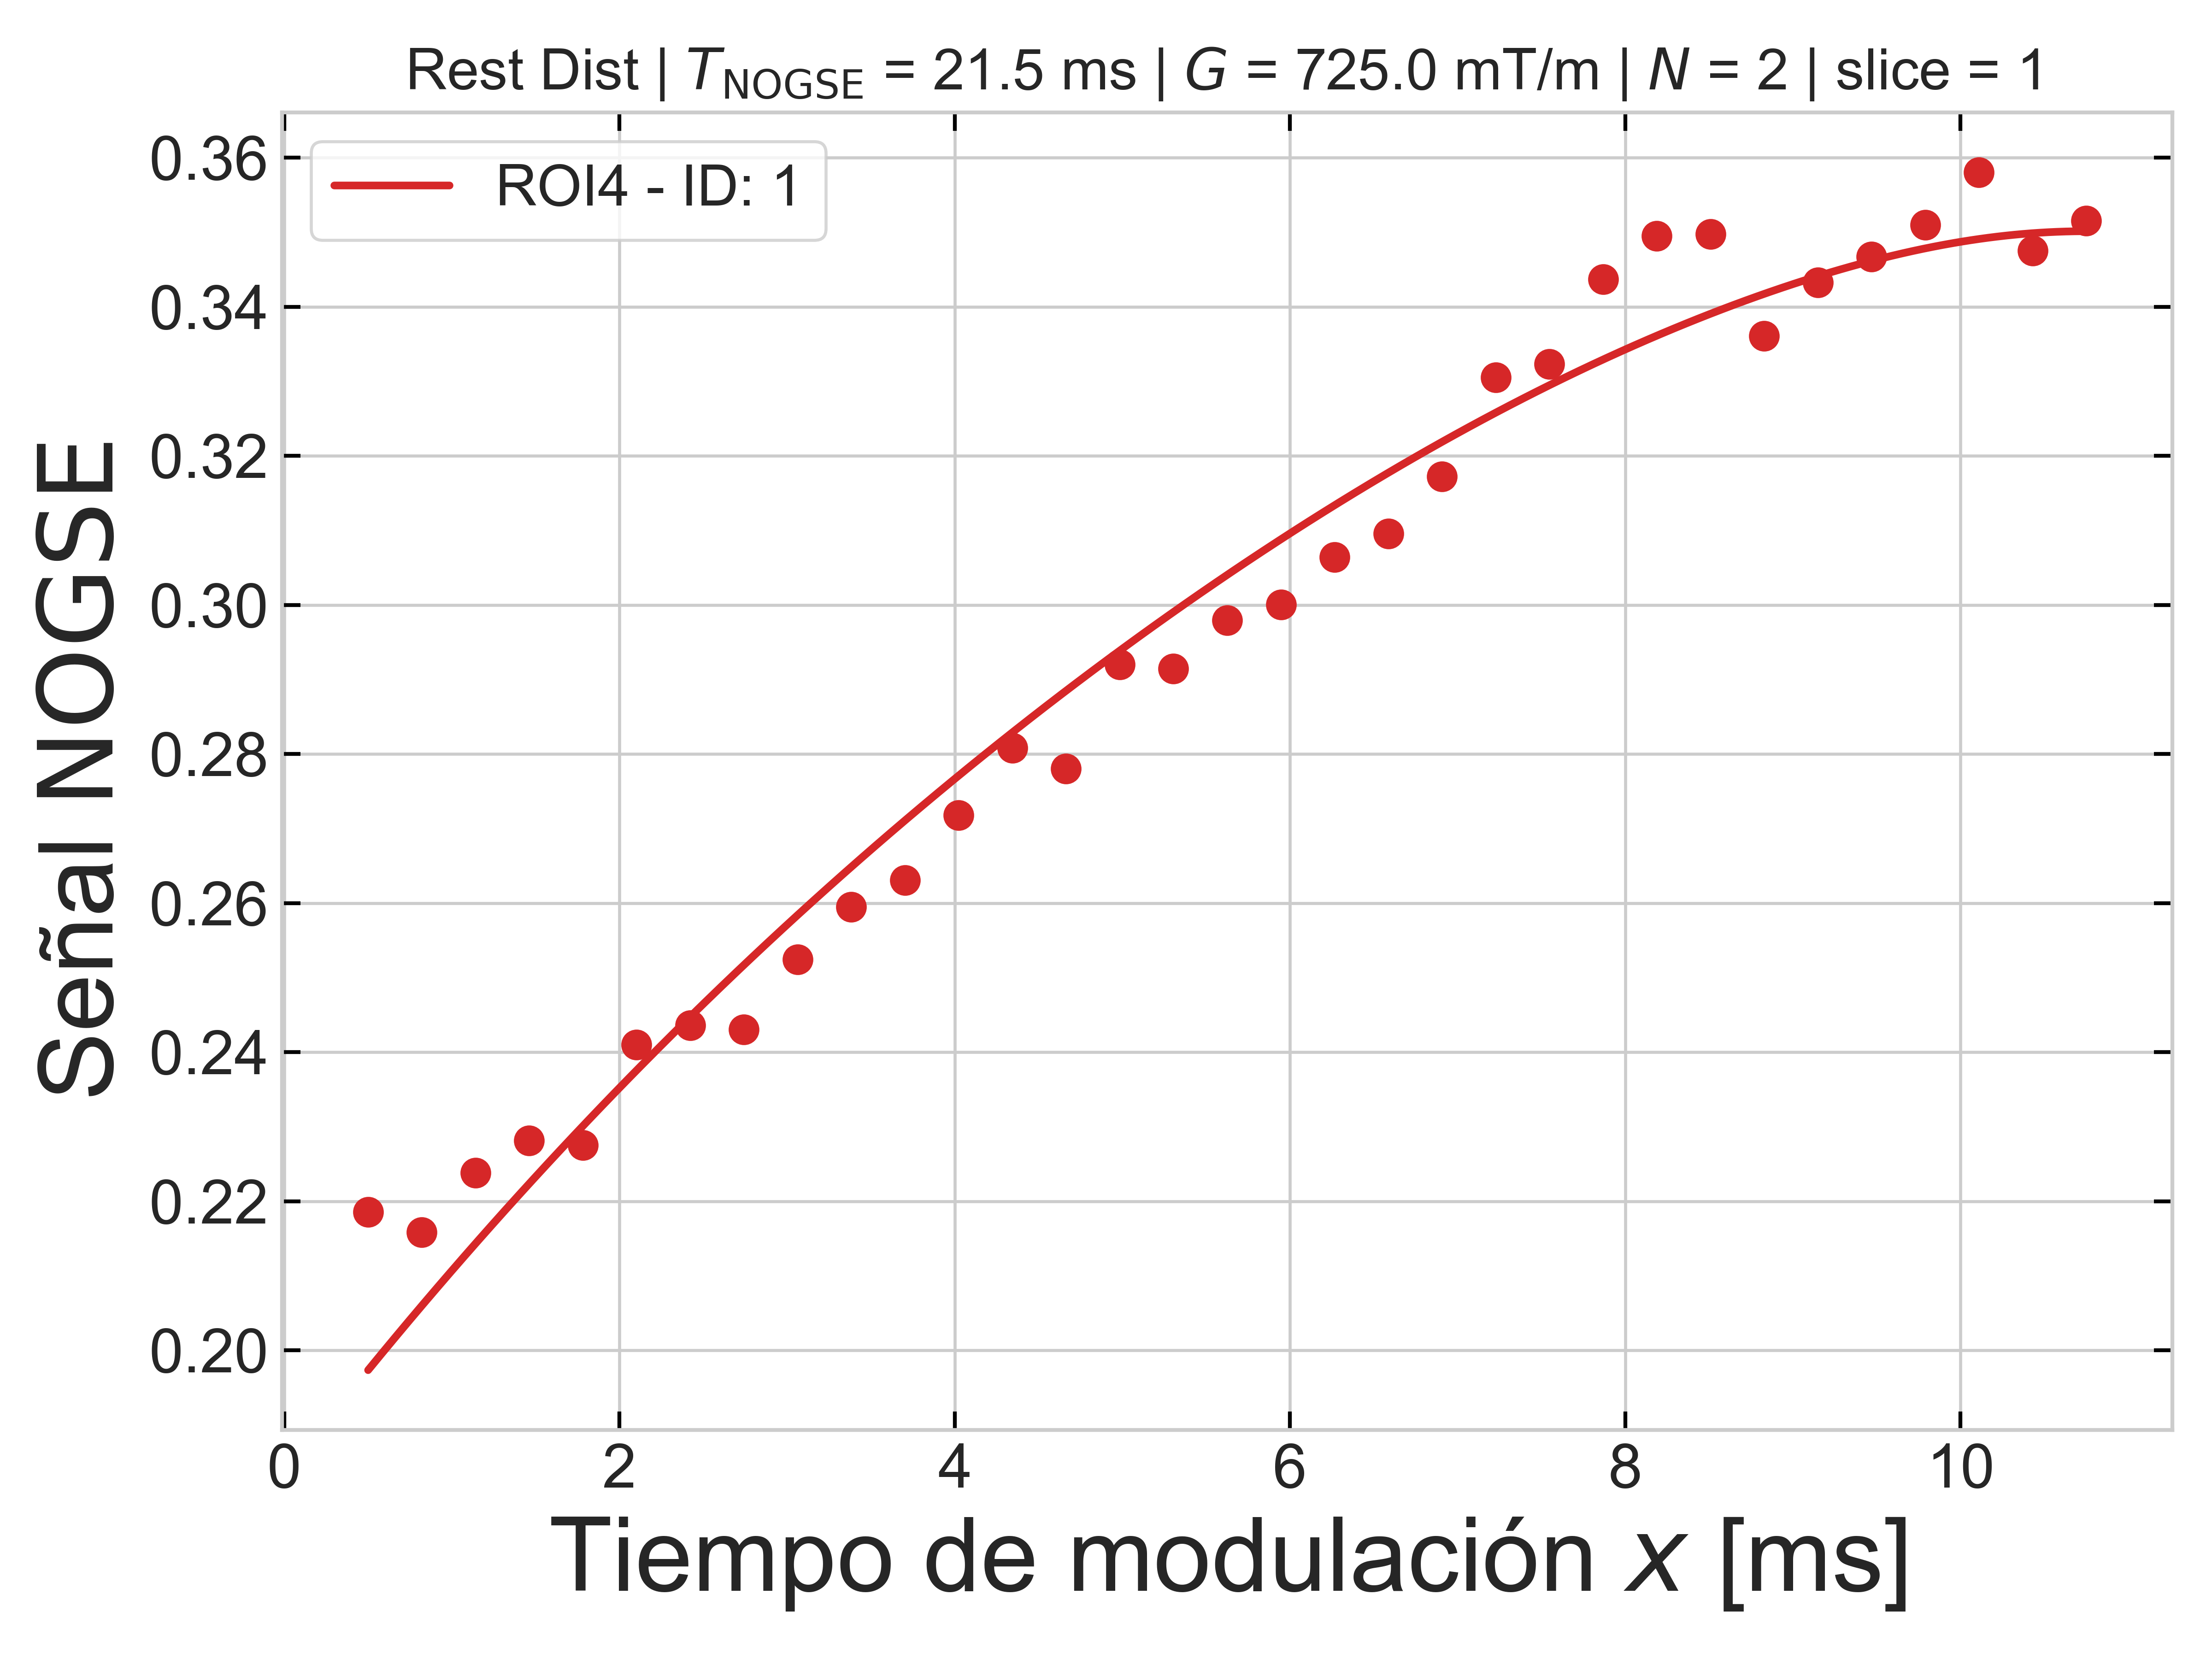 Rest Dist | T_NOGSE = 21.5 ms | G = 725.0 mT/m | N = 2 | slice = 1
ROI4 - ID: 1
0.36
0.34
0.32
0.30
0.28
0.26
0.24
0.22
0.20
Señal NOGSE
0 2 4 6 8 10
Tiempo de modulación x [ms]